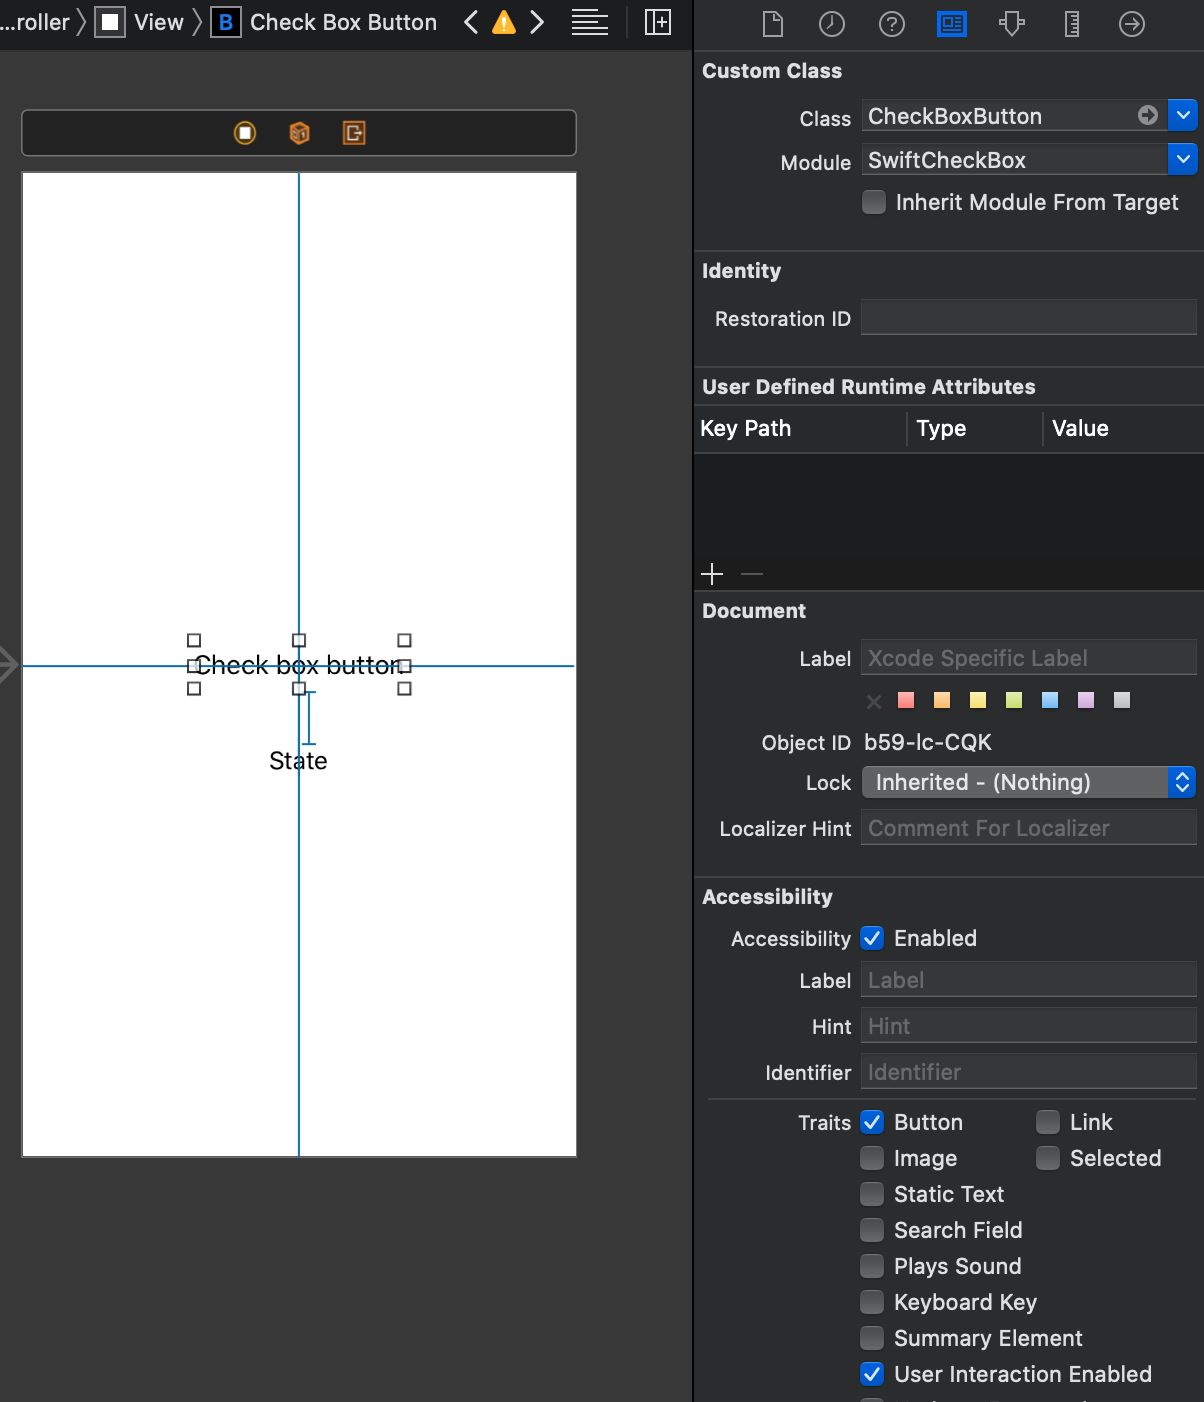 ...roller View B Check Box Button
Check box button
State
Custom Class
Class CheckBoxButton
Module SwiftCheckBox
Inherit Module From Target
Identity
Restoration ID
User Defined Runtime Attributes
Key Path Type Value
Document
Label Xcode Specific Label
Object ID b59-lc-CQK
Lock Inherited - (Nothing)
Localizer Hint Comment For Localizer
Accessibility
Accessibility Enabled
Label Label
Hint Hint
Identifier Identifier
Traits Button Link
Image Selected
Static Text
Search Field
Plays Sound
Keyboard Key
Summary Element
User Interaction Enabled